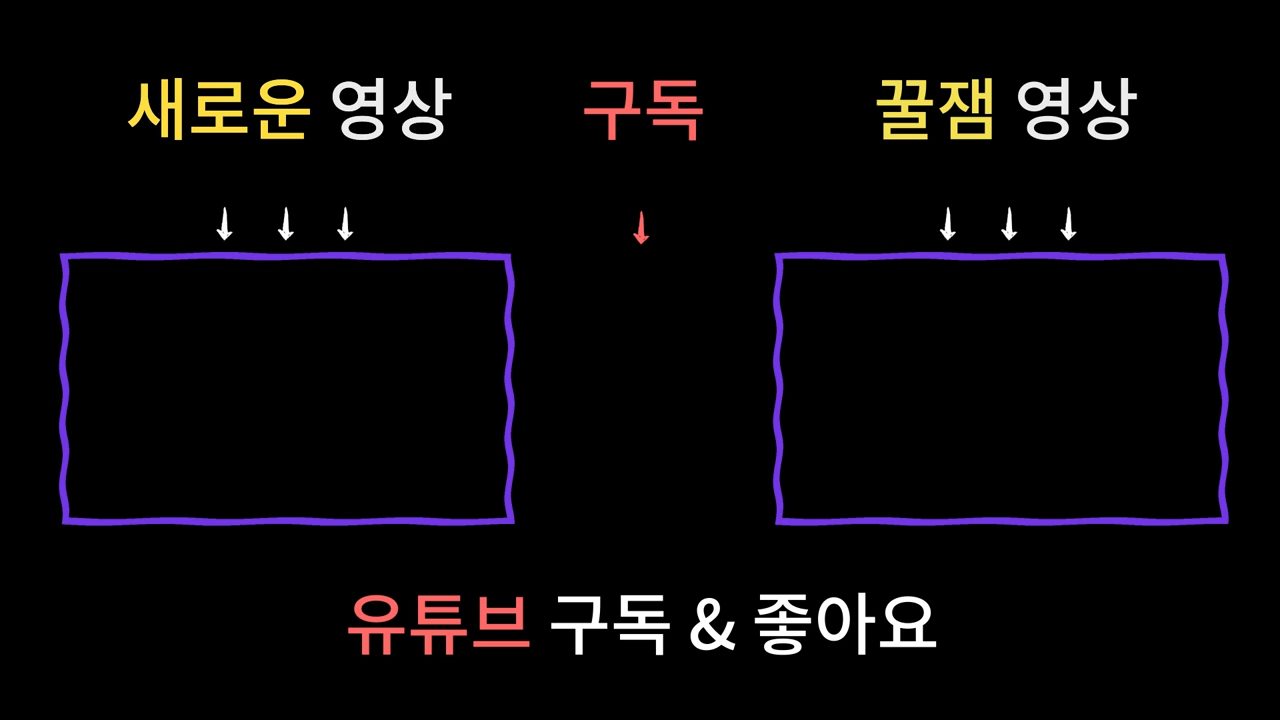 새로운 영상
구독
꿀잼 영상
유튜브 구독 & 좋아요